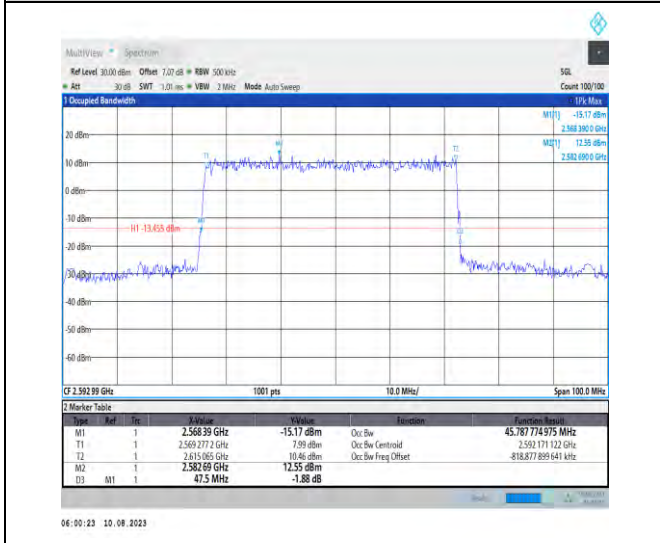 MultiView Spectrum
Ref Level 30.00 dBm Offset 7.07 dB RBW 500 kHz SGL
Att 30 dB SWT 1.01 ms VBW 2 MHz Mode Auto Sweep Count 100/100
1 Occupied Bandwidth 1Pk Max
M1[1] -15.17 dBm
2.568 390 0 GHz
M2[1] 12.55 dBm
2.582 690 0 GHz
20 dBm
10 dBm
0 dBm
-10 dBm
H1 -13.455 dBm
-30 dBm
-40 dBm
-50 dBm
-60 dBm
T1
M2
T2
M1
D3
CF 2.592 99 GHz 1001 pts 10.0 MHz/ Span 100.0 MHz
2 Marker Table
Type Ref Trc X-Value Y-Value Function Function Result
M1 1 2.568 39 GHz -15.17 dBm Occ Bw 45.787 774 975 MHz
T1 1 2.569 277 2 GHz 7.99 dBm Occ Bw Centroid 2.592 171 122 GHz
T2 1 2.615 065 GHz 10.46 dBm Occ Bw Freq Offset -818.877 899 641 kHz
M2 1 2.582 69 GHz 12.55 dBm
D3 M1 1 47.5 MHz -1.88 dB
06:00:23 10.08.2023